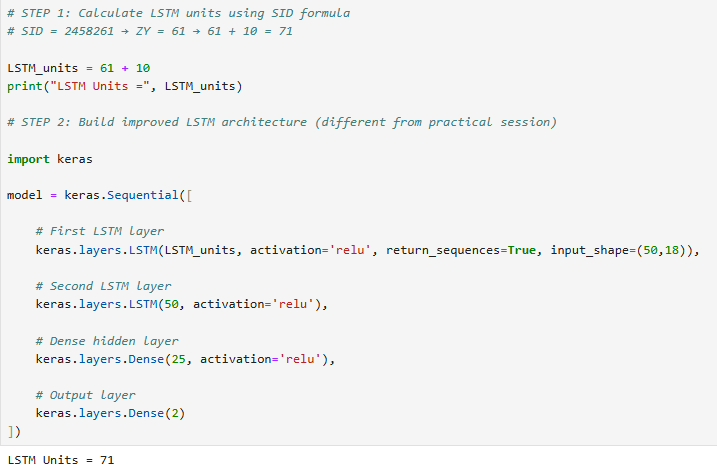 # STEP 1: Calculate LSTM units using SID formula
# SID = 2458261 → ZY = 61 → 61 + 10 = 71
LSTM_units = 61 + 10
print("LSTM Units =", LSTM_units)
# STEP 2: Build improved LSTM architecture (different from practical session)
import keras
model = keras.Sequential([
    # First LSTM layer
    keras.layers.LSTM(LSTM_units, activation='relu', return_sequences=True, input_shape=(50,18)),
    # Second LSTM layer
    keras.layers.LSTM(50, activation='relu'),
    # Dense hidden layer
    keras.layers.Dense(25, activation='relu'),
    # Output layer
    keras.layers.Dense(2)
])
LSTM Units = 71